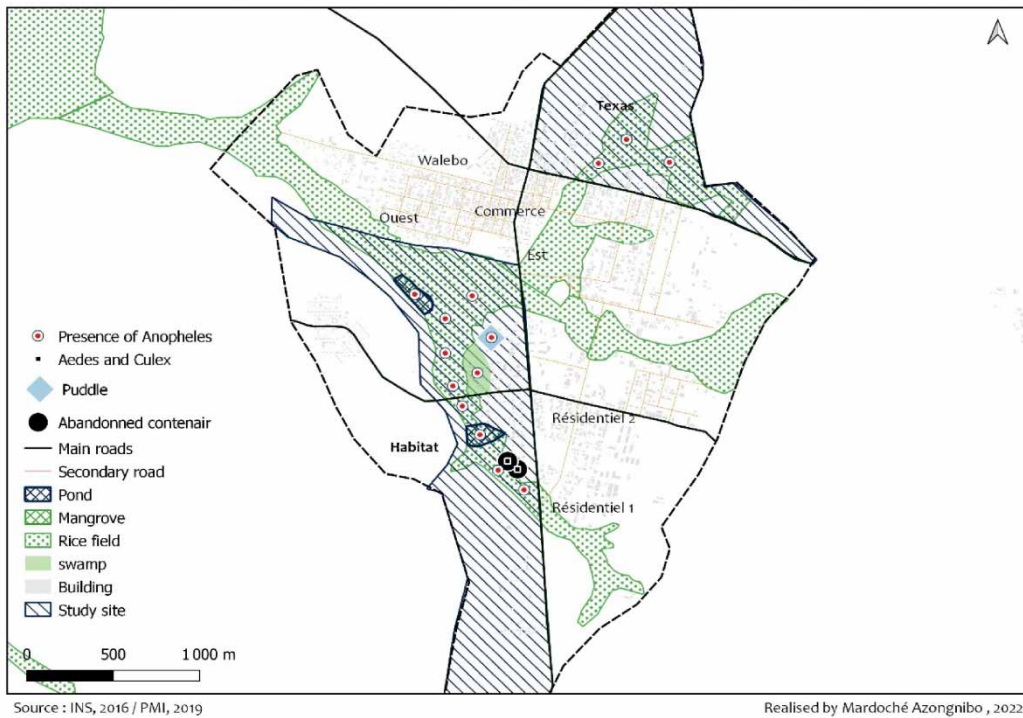 Texas
Walebo
Ouest
Commerce
Est
Presence of Anopheles
Aedes and Culex
Puddle
Abandonned contenair
Main roads
Secondary road
Pond
Mangrove
Rice field
swamp
Building
Study site
Habitat
Résidentiel 2
Résidentiel 1
0 500 1 000 m
Source : INS, 2016 / PMI, 2019
Realised by Mardoché Azongnibo , 2022